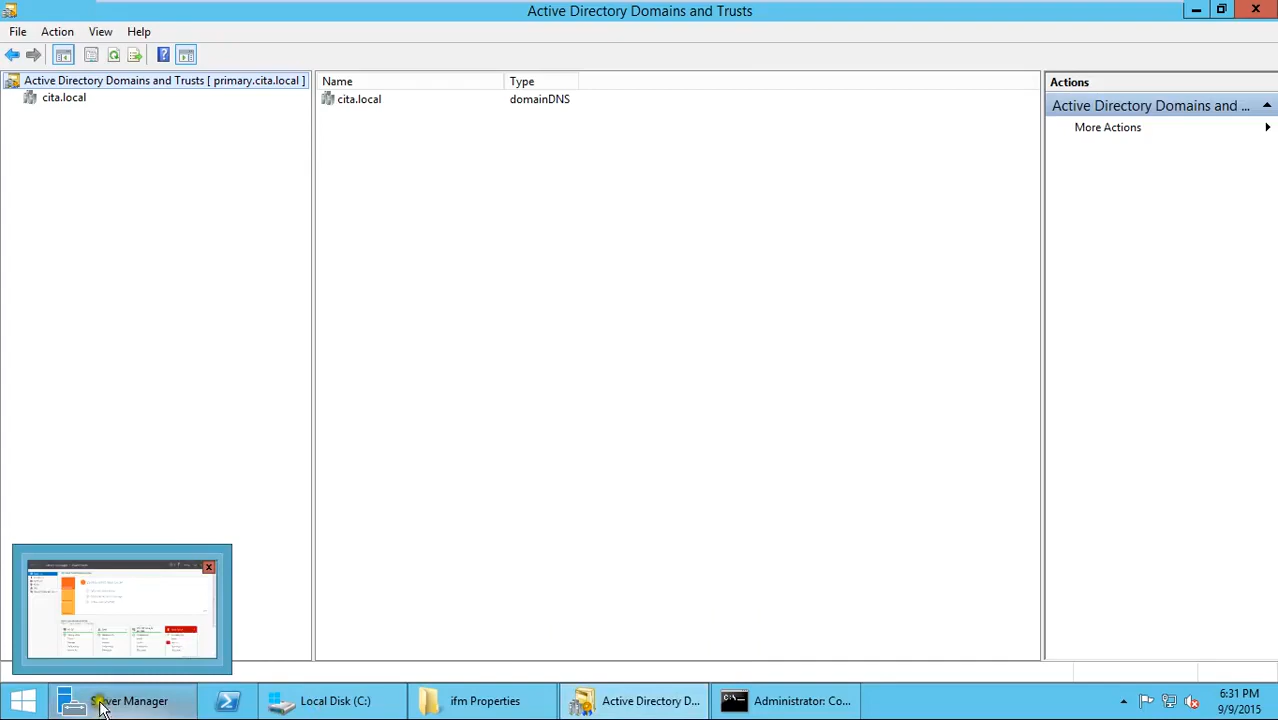 Active Directory Domains and Trusts
File Action View Help
Active Directory Domains and Trusts [ primary.cita.local ]
cita.local
Name Type
cita.local domainDNS
Actions
Active Directory Domains and ...
More Actions
Server Manager
Local Disk (C:)
ifm Properties
Active Directory D...
Administrator: Co...
6:31 PM
9/9/2015